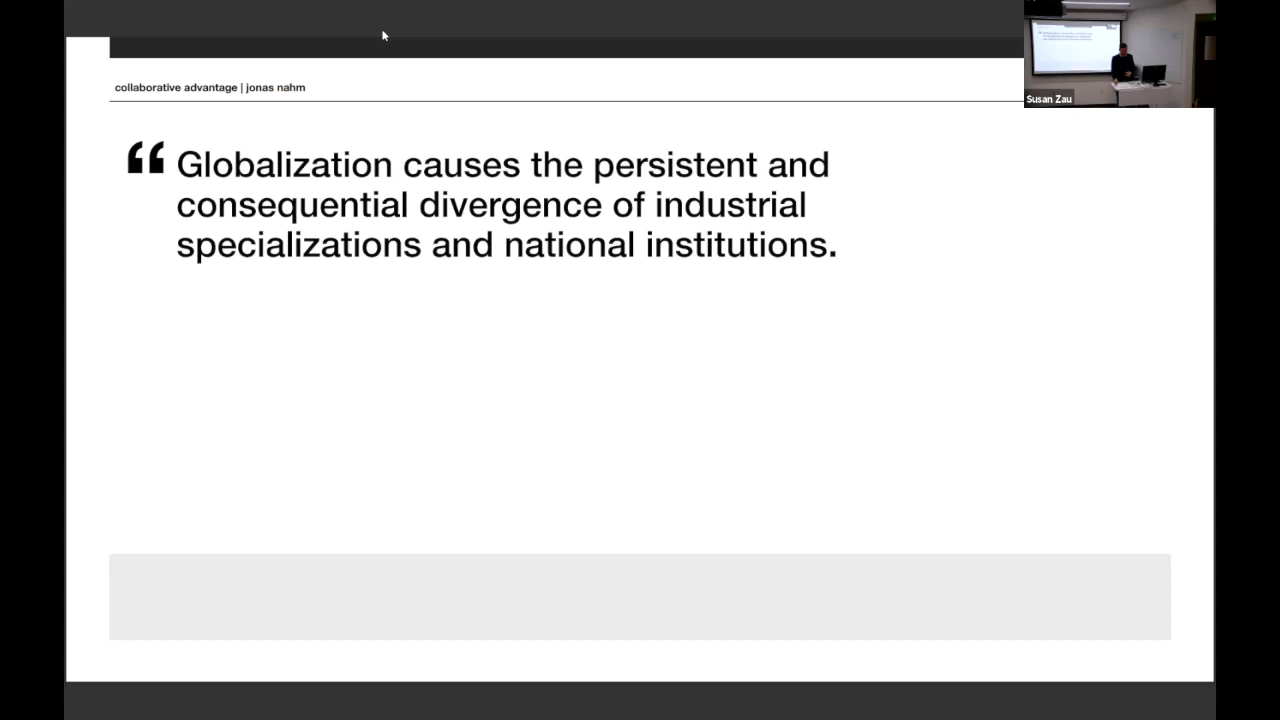 collaborative advantage | jonas nahm
Susan Zau
“ Globalization causes the persistent and
consequential divergence of industrial
specializations and national institutions.